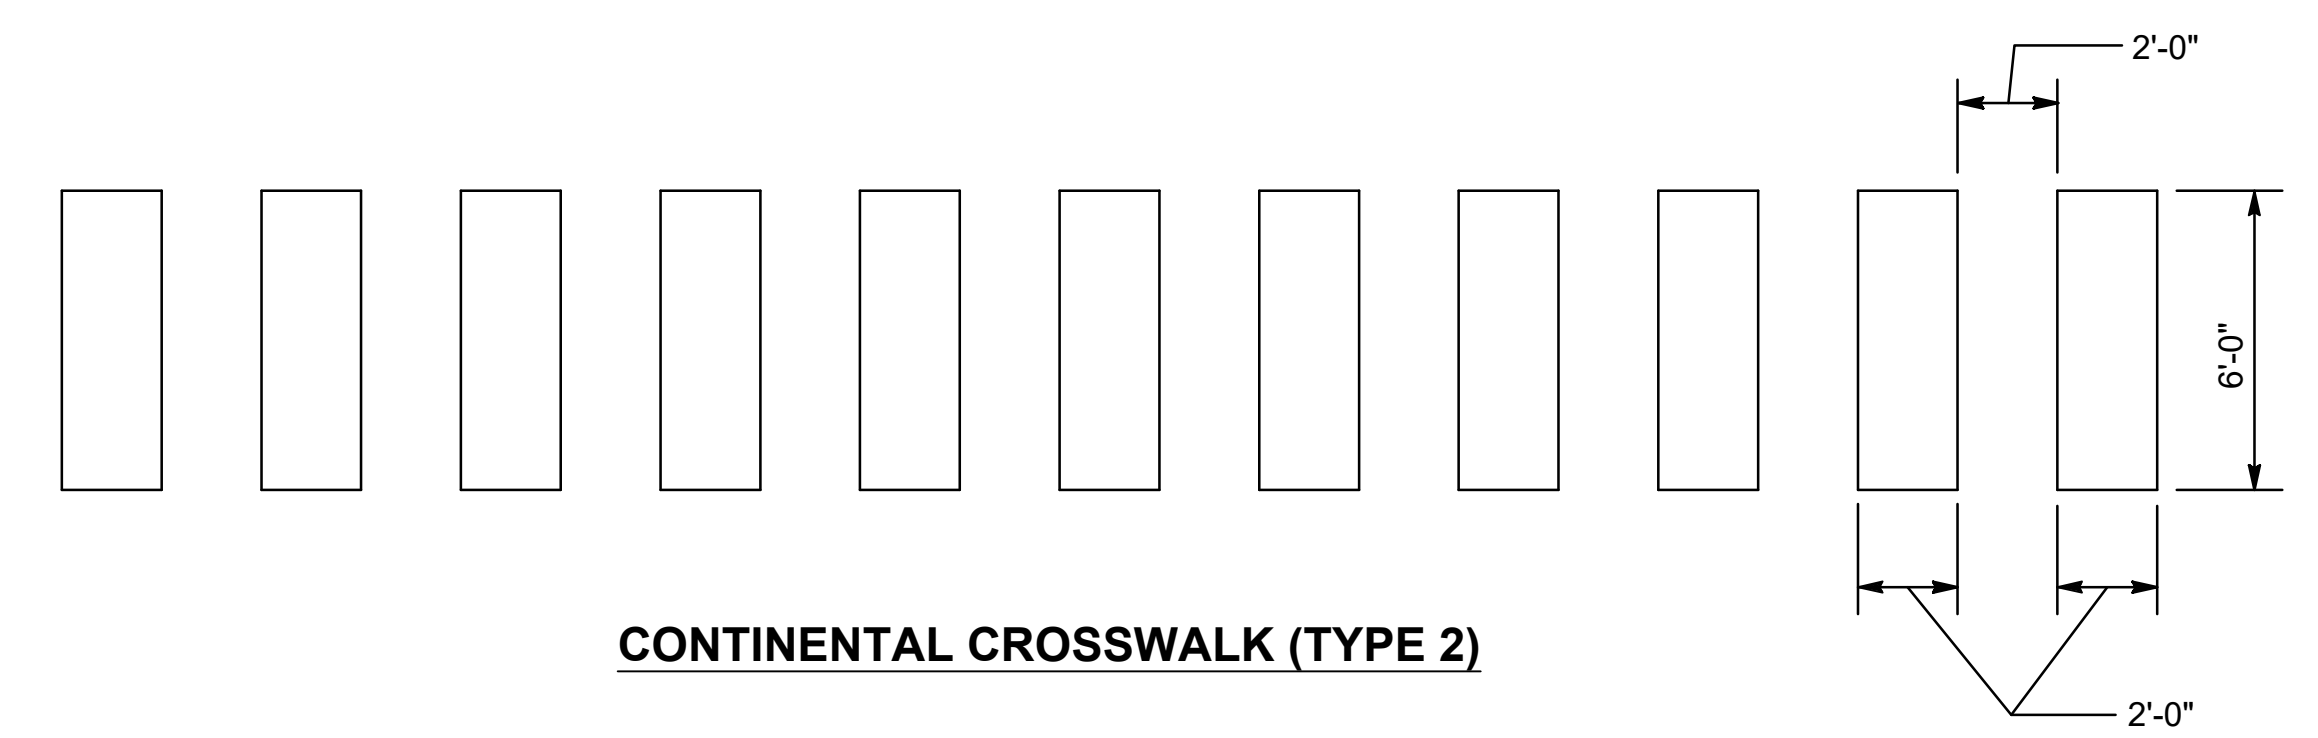 2'-0"
6'-0"
CONTINENTAL CROSSWALK (TYPE 2)
2'-0"